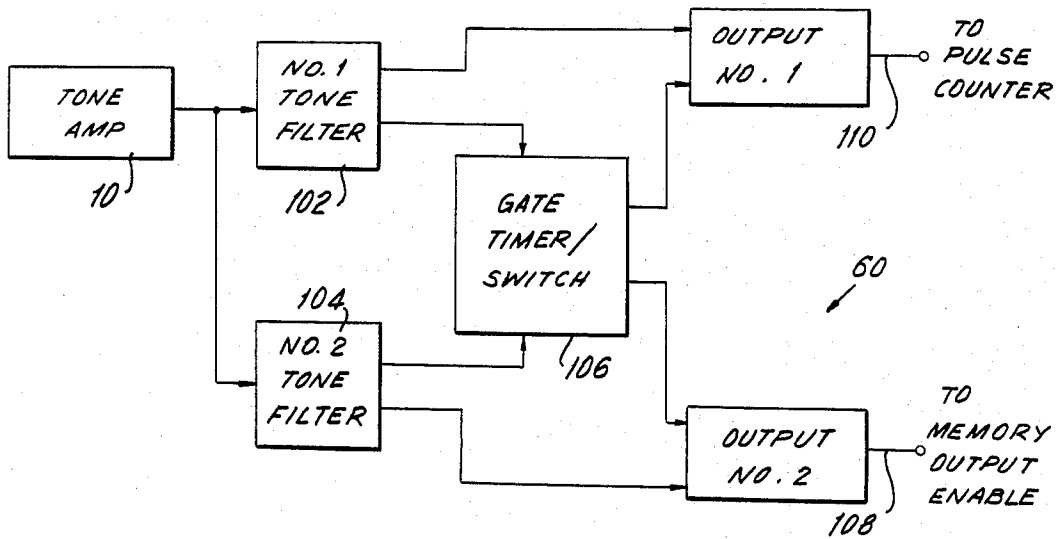 TONE
AMP
10
NO. 1
TONE
FILTER
102
OUTPUT
NO. 1
TO
PULSE
COUNTER
110
GATE
TIMER/
SWITCH
106
60
104
NO. 2
TONE
FILTER
OUTPUT
NO. 2
TO
MEMORY
OUTPUT
ENABLE
108